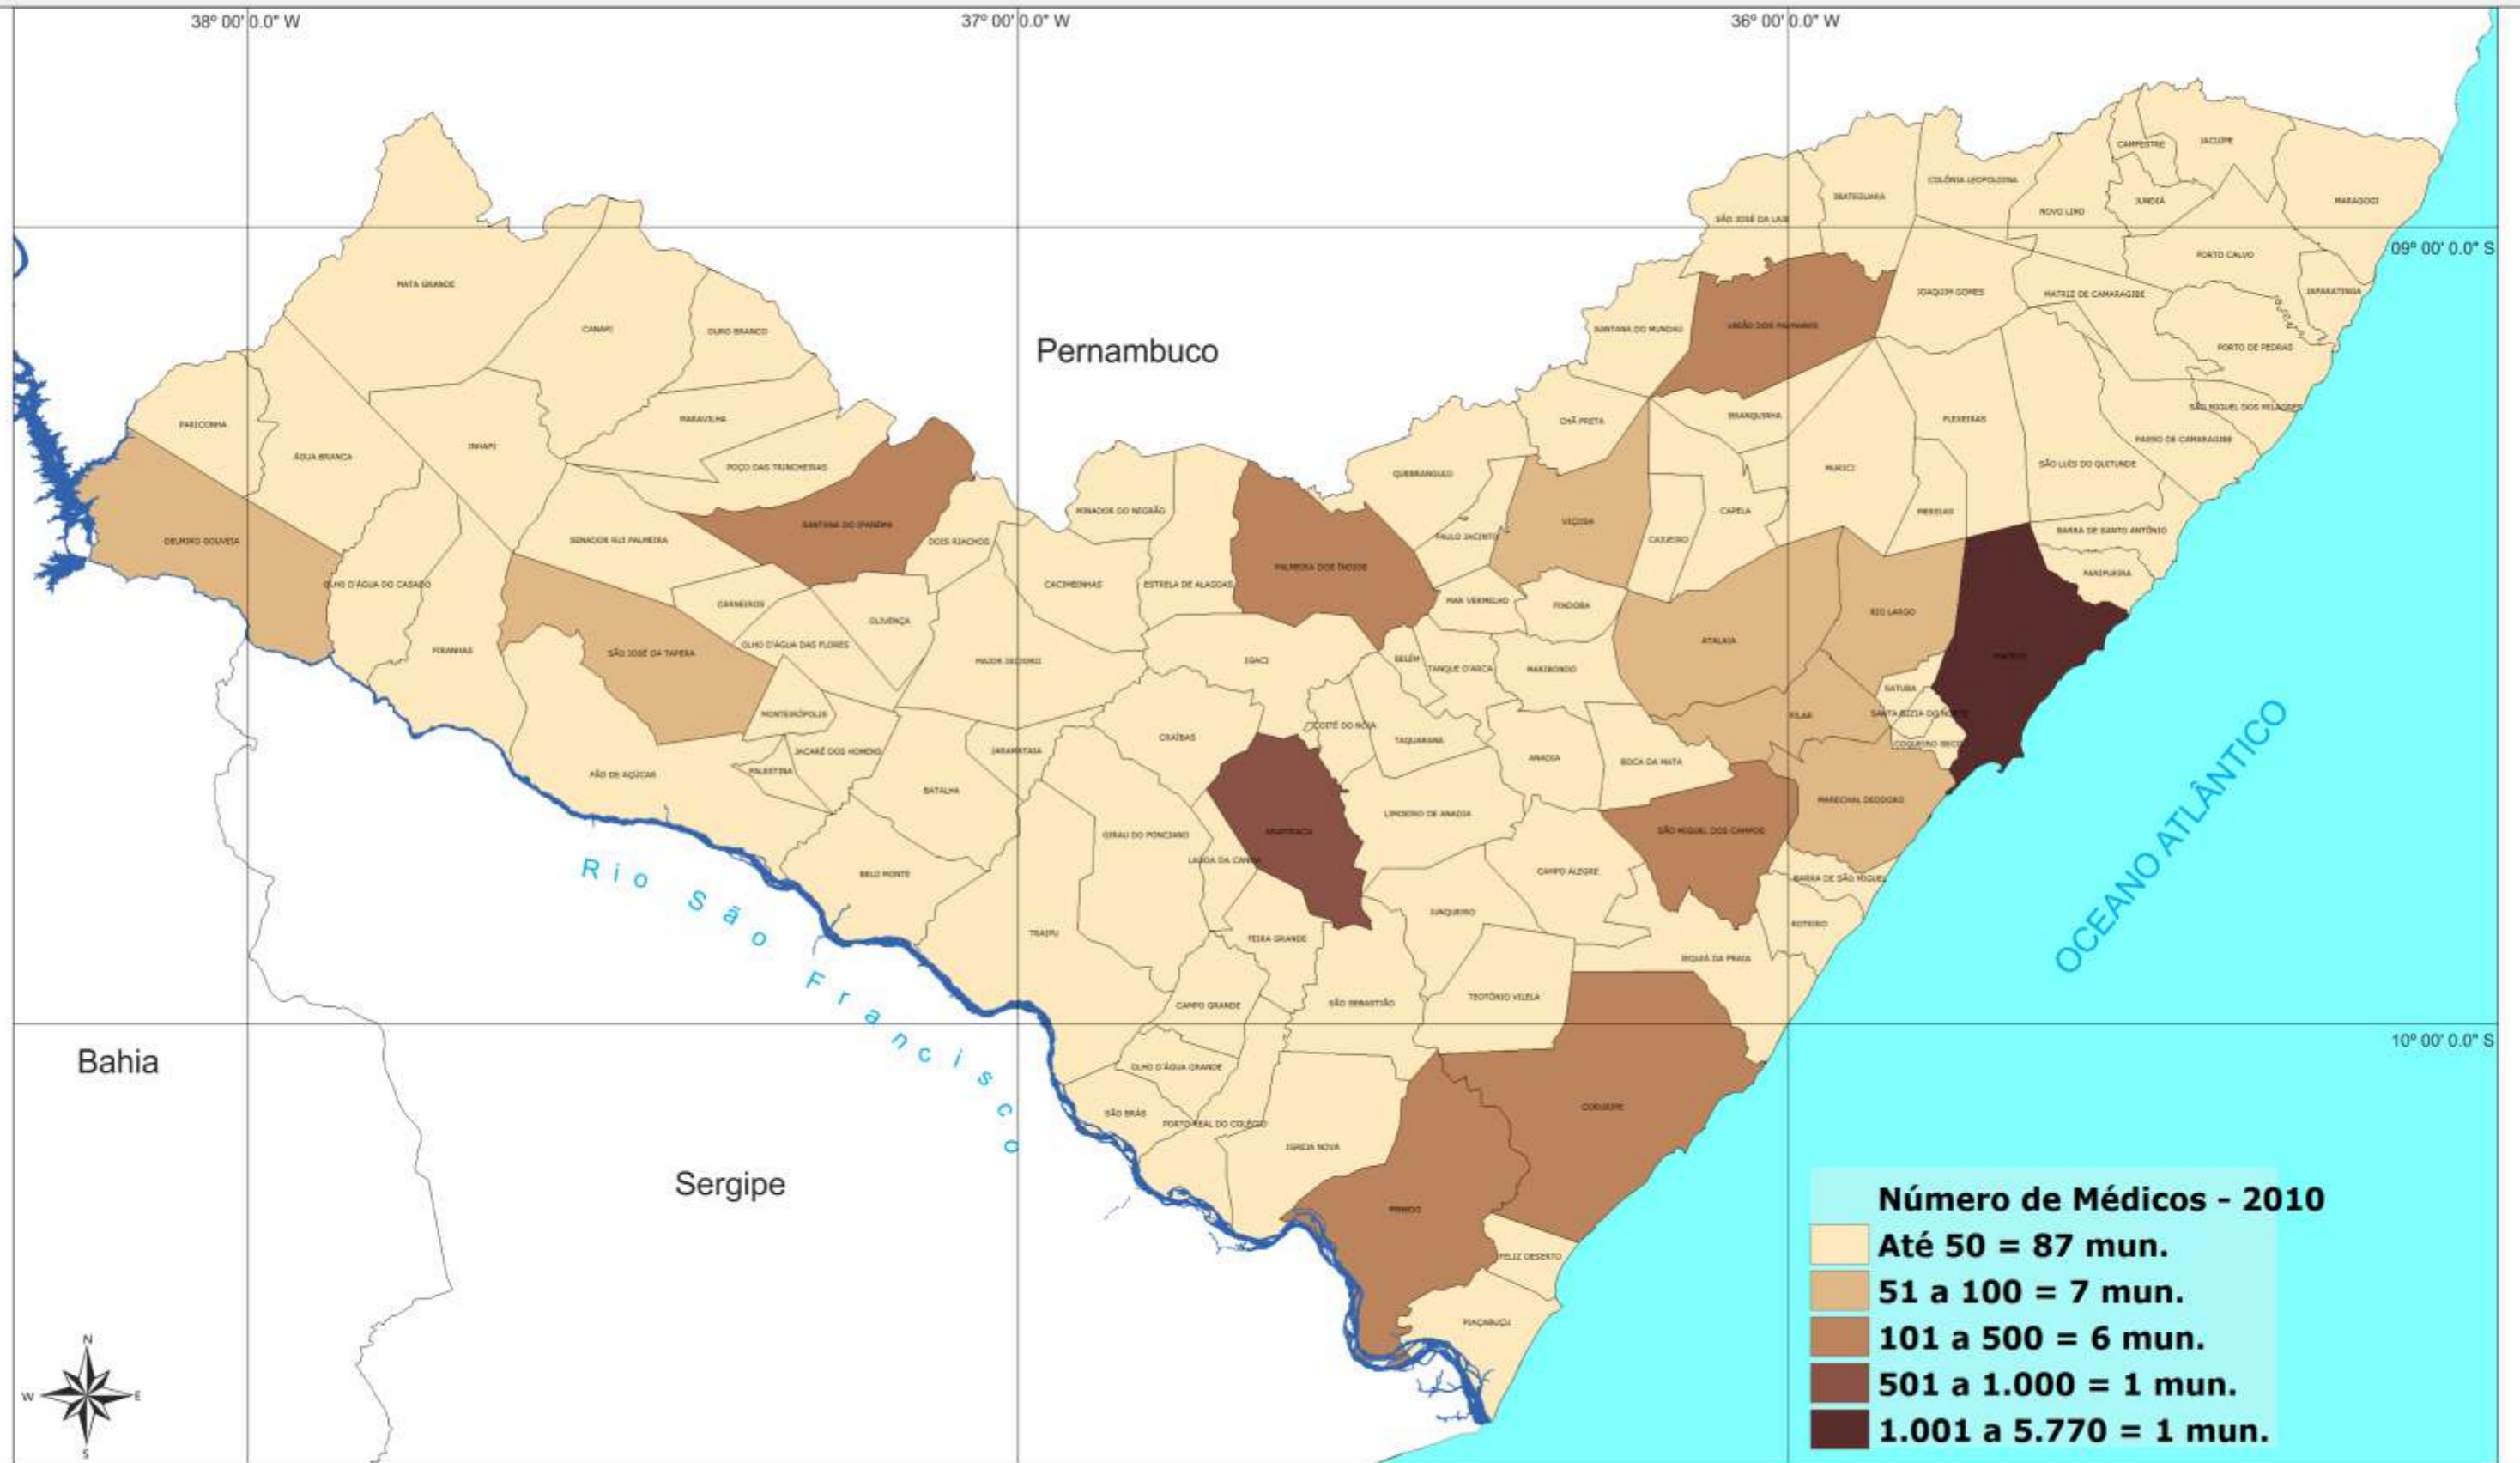 38º 00' 0.0" W
37º 00' 0.0" W
36º 00' 0.0" W
09º 00' 0.0" S
10º 00' 0.0" S
JACUÍPE
CAMPESTRE
COLÔNIA LEOPOLDINA
IBATEGUARA
JUNDIÁ
MARAGOGI
NOVO LINO
SÃO JOSÉ DA LAJE
PORTO CALVO
MATA GRANDE
JOAQUIM GOMES
MATRIZ DE CAMARAGIBE
JAPARATINGA
CANAPI
OURO BRANCO
SANTANA DO MUNDAÚ
UNIÃO DOS PALMARES
Pernambuco
PORTO DE PEDRAS
SÃO MIGUEL DOS MILAGRES
BRANQUINHA
FLEXEIRAS
MARAVILHA
CHÃ PRETA
PARICONHA
PASSO DE CAMARAGIBE
INHAPI
ÁGUA BRANCA
SÃO LUÍS DO QUITUNDE
POÇO DAS TRINCHEIRAS
MURICI
QUEBRANGULO
MINADOR DO NEGRÃO
CAPELA
MESSIAS
SANTANA DO IPANEMA
VIÇOSA
BARRA DE SANTO ANTÔNIO
PAULO JACINTO
DELMIRO GOUVEIA
SENADOR RUI PALMEIRA
DOIS RIACHOS
CAJUEIRO
PALMEIRA DOS ÍNDIOS
PARIPUEIRA
OLHO D'ÁGUA DO CASADO
CACIMBINHAS
ESTRELA DE ALAGOAS
CARNEIROS
MAR VERMELHO
PINDOBA
RIO LARGO
OLIVENÇA
ATALAIA
OLHO D'ÁGUA DAS FLORES
PIRANHAS
SÃO JOSÉ DA TAPERA
MAJOR ISIDORO
IGACI
BELÉM
TANQUE D'ARCA
MARIBONDO
MACEIÓ
SATUBA
MONTEIRÓPOLIS
PILAR
SANTA LUZIA DO NORTE
COITÉ DO NÓIA
CRAÍBAS
TAQUARANA
COQUEIRO SECO
JACARÉ DOS HOMENS
JARAMATAIA
ANADIA
BOCA DA MATA
PALESTINA
PÃO DE AÇÚCAR
BATALHA
MARECHAL DEODORO
LIMOEIRO DE ANADIA
GIRAU DO PONCIANO
ARAPIRACA
SÃO MIGUEL DOS CAMPOS
LAGOA DA CANOA
BELO MONTE
CAMPO ALEGRE
BARRA DE SÃO MIGUEL
JUNQUEIRO
ROTEIRO
TRAIPU
FEIRA GRANDE
JEQUIÁ DA PRAIA
TEOTÔNIO VILELA
CAMPO GRANDE
SÃO SEBASTIÃO
OLHO D'ÁGUA GRANDE
SÃO BRÁS
PORTO REAL DO COLÉGIO
CORURIPE
IGREJA NOVA
PENEDO
FELIZ DESERTO
PIAÇABUÇU
Rio São Francisco
OCEANO ATLÂNTICO
Bahia
Sergipe
N
W
E
S
Número de Médicos - 2010
Até 50 = 87 mun.
51 a 100 = 7 mun.
101 a 500 = 6 mun.
501 a 1.000 = 1 mun.
1.001 a 5.770 = 1 mun.